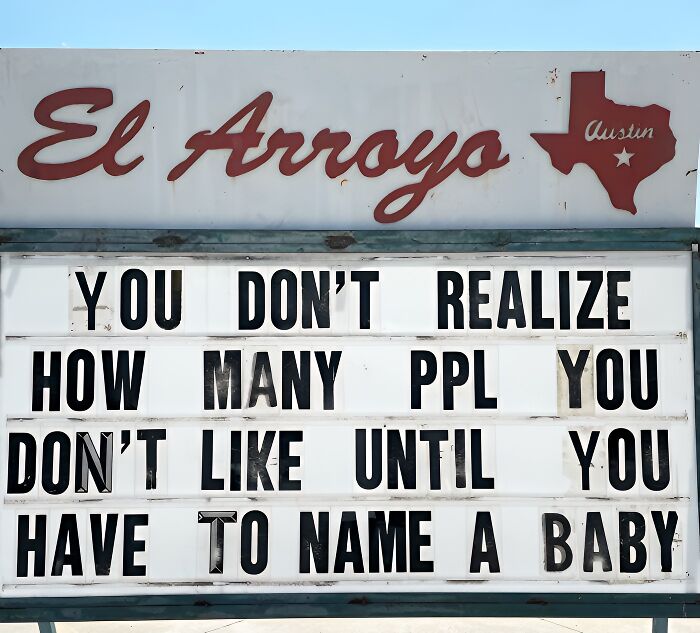 El Arroyo
Austin
YOU DON'T REALIZE
HOW MANY PPL YOU
DON'T LIKE UNTIL YOU
HAVE TO NAME A BABY